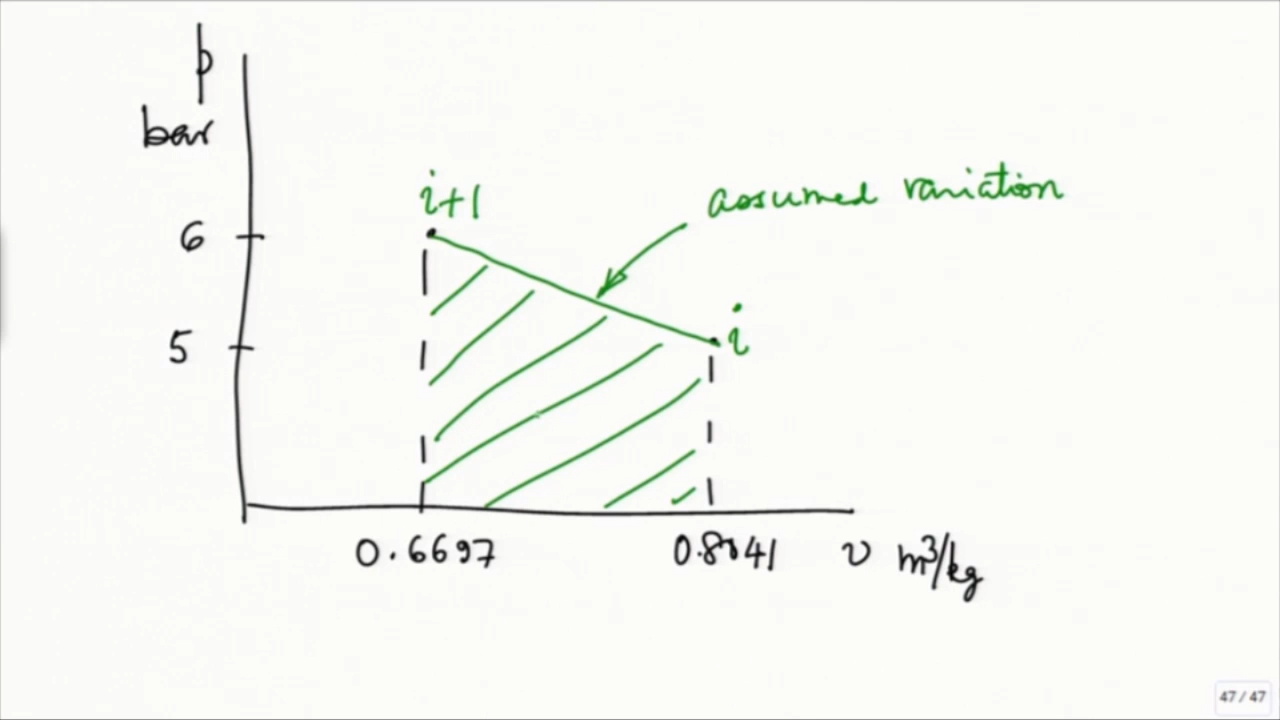 p
bar
i+1
assumed variation
6
5
i
0.6697
0.8041
v m³/kg
47 / 47